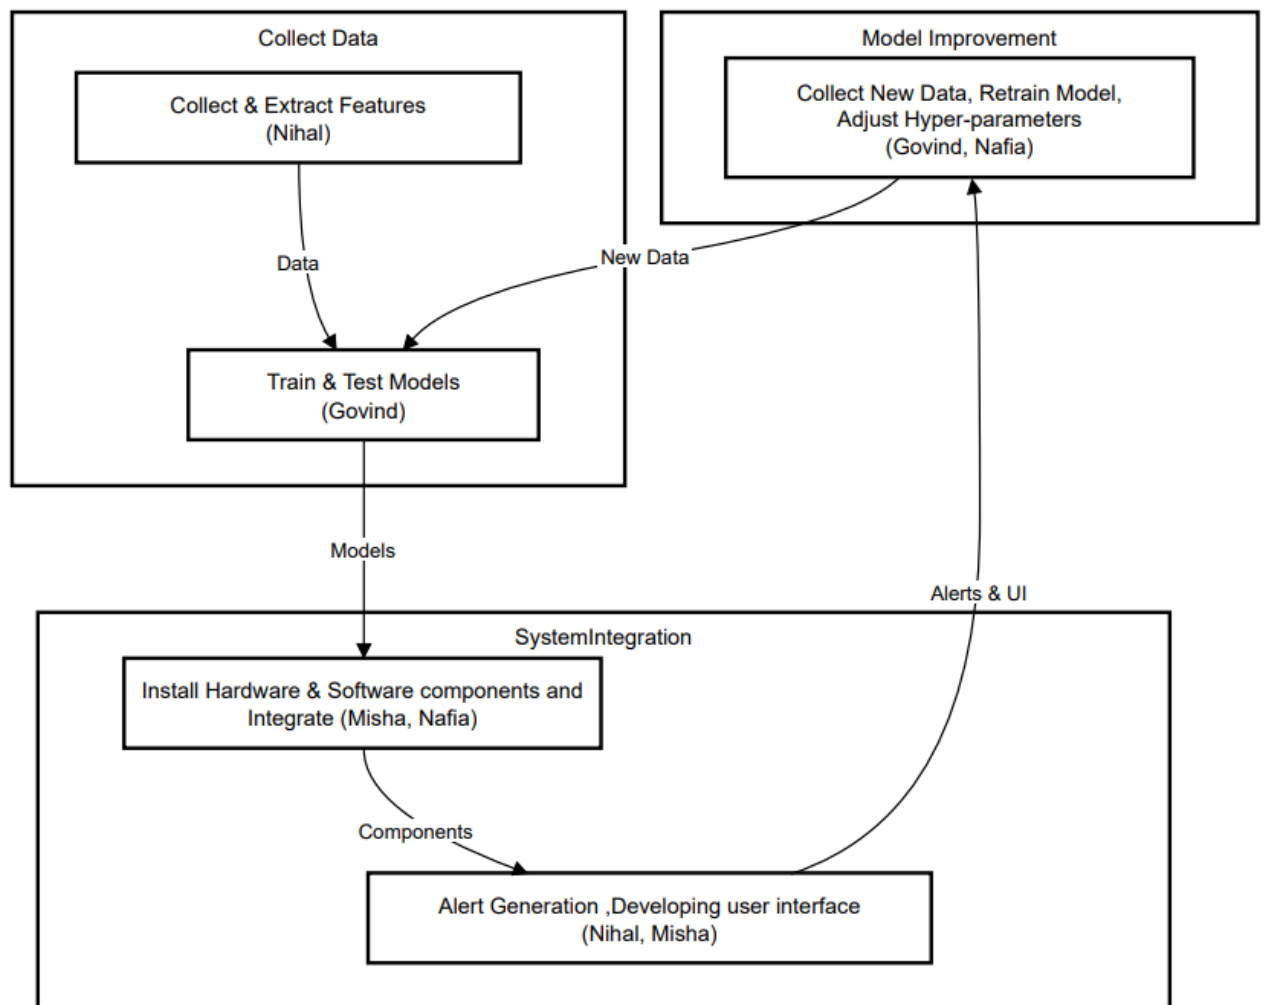 Collect Data
Collect & Extract Features
(Nihal)
Data
Train & Test Models
(Govind)
Model Improvement
Collect New Data, Retrain Model,
Adjust Hyper-parameters
(Govind, Nafia)
New Data
Models
Alerts & UI
SystemIntegration
Install Hardware & Software components and
Integrate (Misha, Nafia)
Components
Alert Generation ,Developing user interface
(Nihal, Misha)